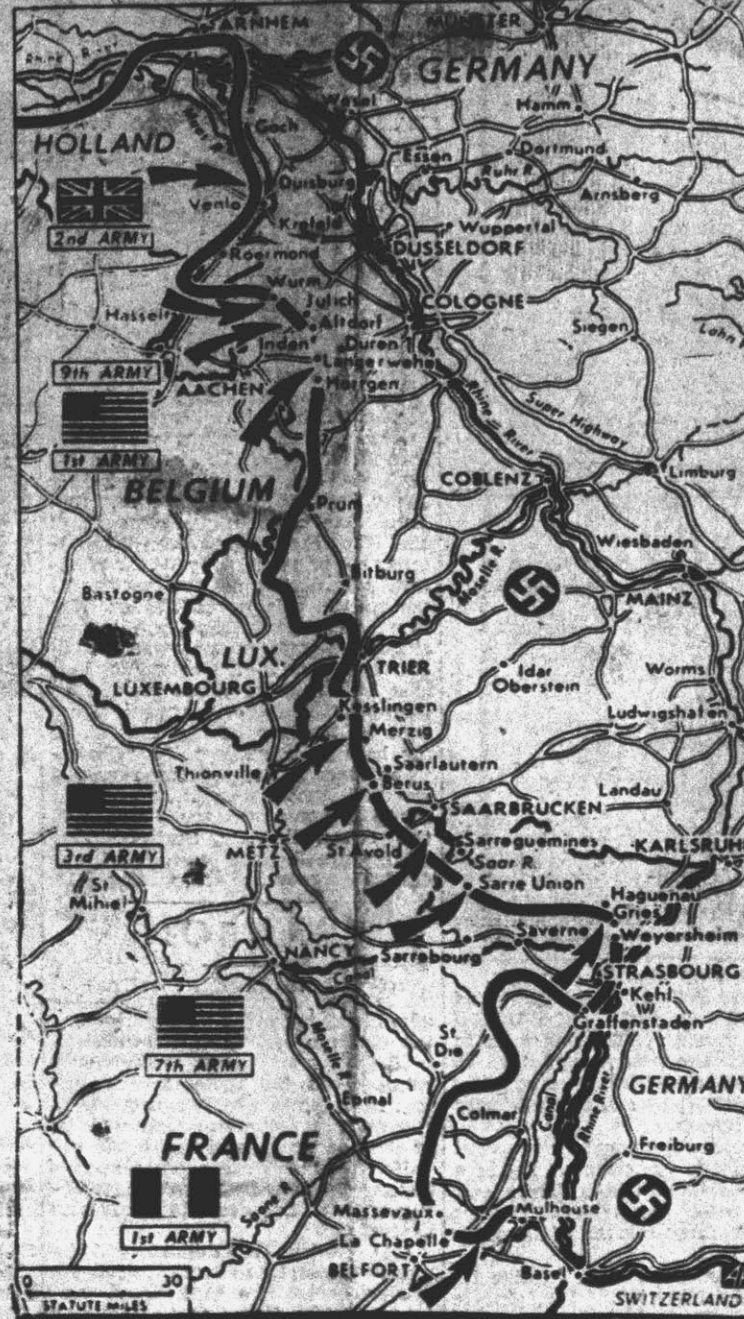 ARNHEM
MUNSTER
Rhine River
GERMANY
Wesel
Hamm
Goch
HOLLAND
Essen
Dortmund
Duisburg
Ruhr R.
Arnsberg
Venlo
Krefeld
Wuppertal
2nd ARMY
DUSSELDORF
Roermond
Wurm
Julich
COLOGNE
Hasselt
Altdorf
Siegen
Inden
Duren
Lahn
Langerwehe
9th ARMY
AACHEN
Hurtgen
Rhine River
Super Highway
1st ARMY
COBLENZ
Limburg
BELGIUM
Prum
Wiesbaden
Bitburg
Moselle R.
Bastogne
MAINZ
LUX.
TRIER
Idar
Oberstein
Worms
LUXEMBOURG
Kesslingen
Ludwigshafen
Merzig
Thionville
Saarlautern
Berus
Landau
SAARBRUCKEN
3rd ARMY
METZ
St Avold
Sarreguemines
KARLSRUH
Saar R.
St
Mihiel
Sarre Union
Haguenau
Gries
Saverne
Weyersheim
NANCY
Sarrebourg
STRASBOURG
Canal
Kehl
Graffenstaden
7th ARMY
Moselle R.
St
Die
GERMANY
Epinal
Colmar
Canal
Rhine River
FRANCE
Freiburg
Saone R.
Massevaux
Mulhouse
1st ARMY
La Chapelle
BELFORT
Basel
0 30
STATUTE MILES
SWITZERLAND